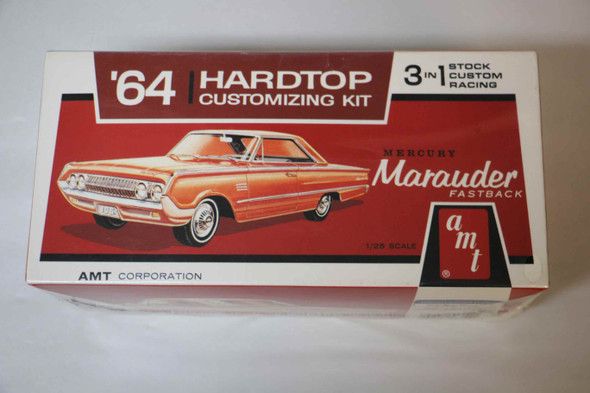 '64
HARDTOP
CUSTOMIZING KIT
3 IN 1
STOCK
CUSTOM
RACING
MERCURY
Marauder
FASTBACK
1/25 SCALE
amt
®
AMT CORPORATION